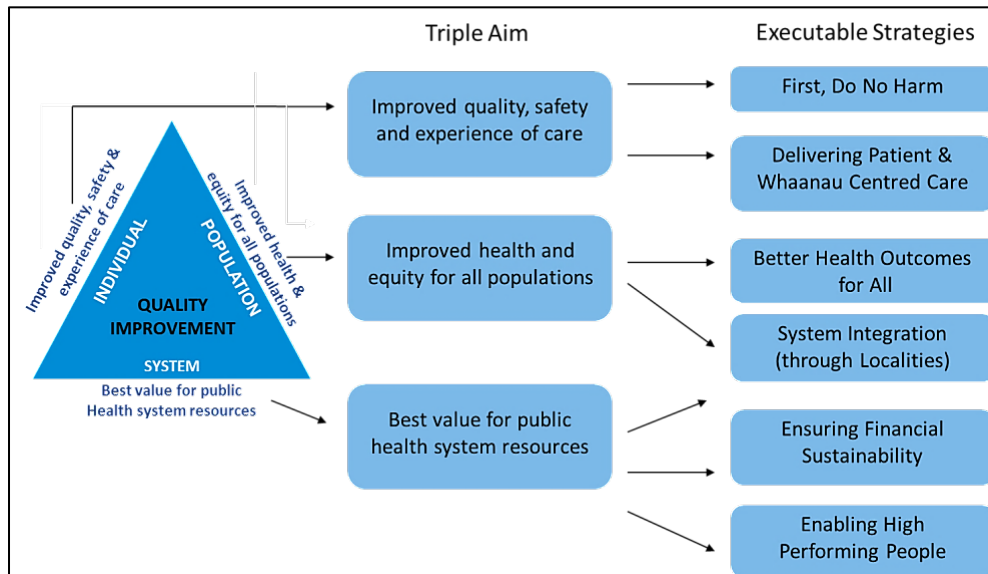 Triple Aim
Executable Strategies
Improved quality, safety &
experience of care
INDIVIDUAL
POPULATION
Improved health &
equity for all populations
QUALITY
IMPROVEMENT
SYSTEM
Best value for public
Health system resources
Improved quality, safety
and experience of care
Improved health and
equity for all populations
Best value for public
health system resources
First, Do No Harm
Delivering Patient &
Whaanau Centred Care
Better Health Outcomes
for All
System Integration
(through Localities)
Ensuring Financial
Sustainability
Enabling High
Performing People